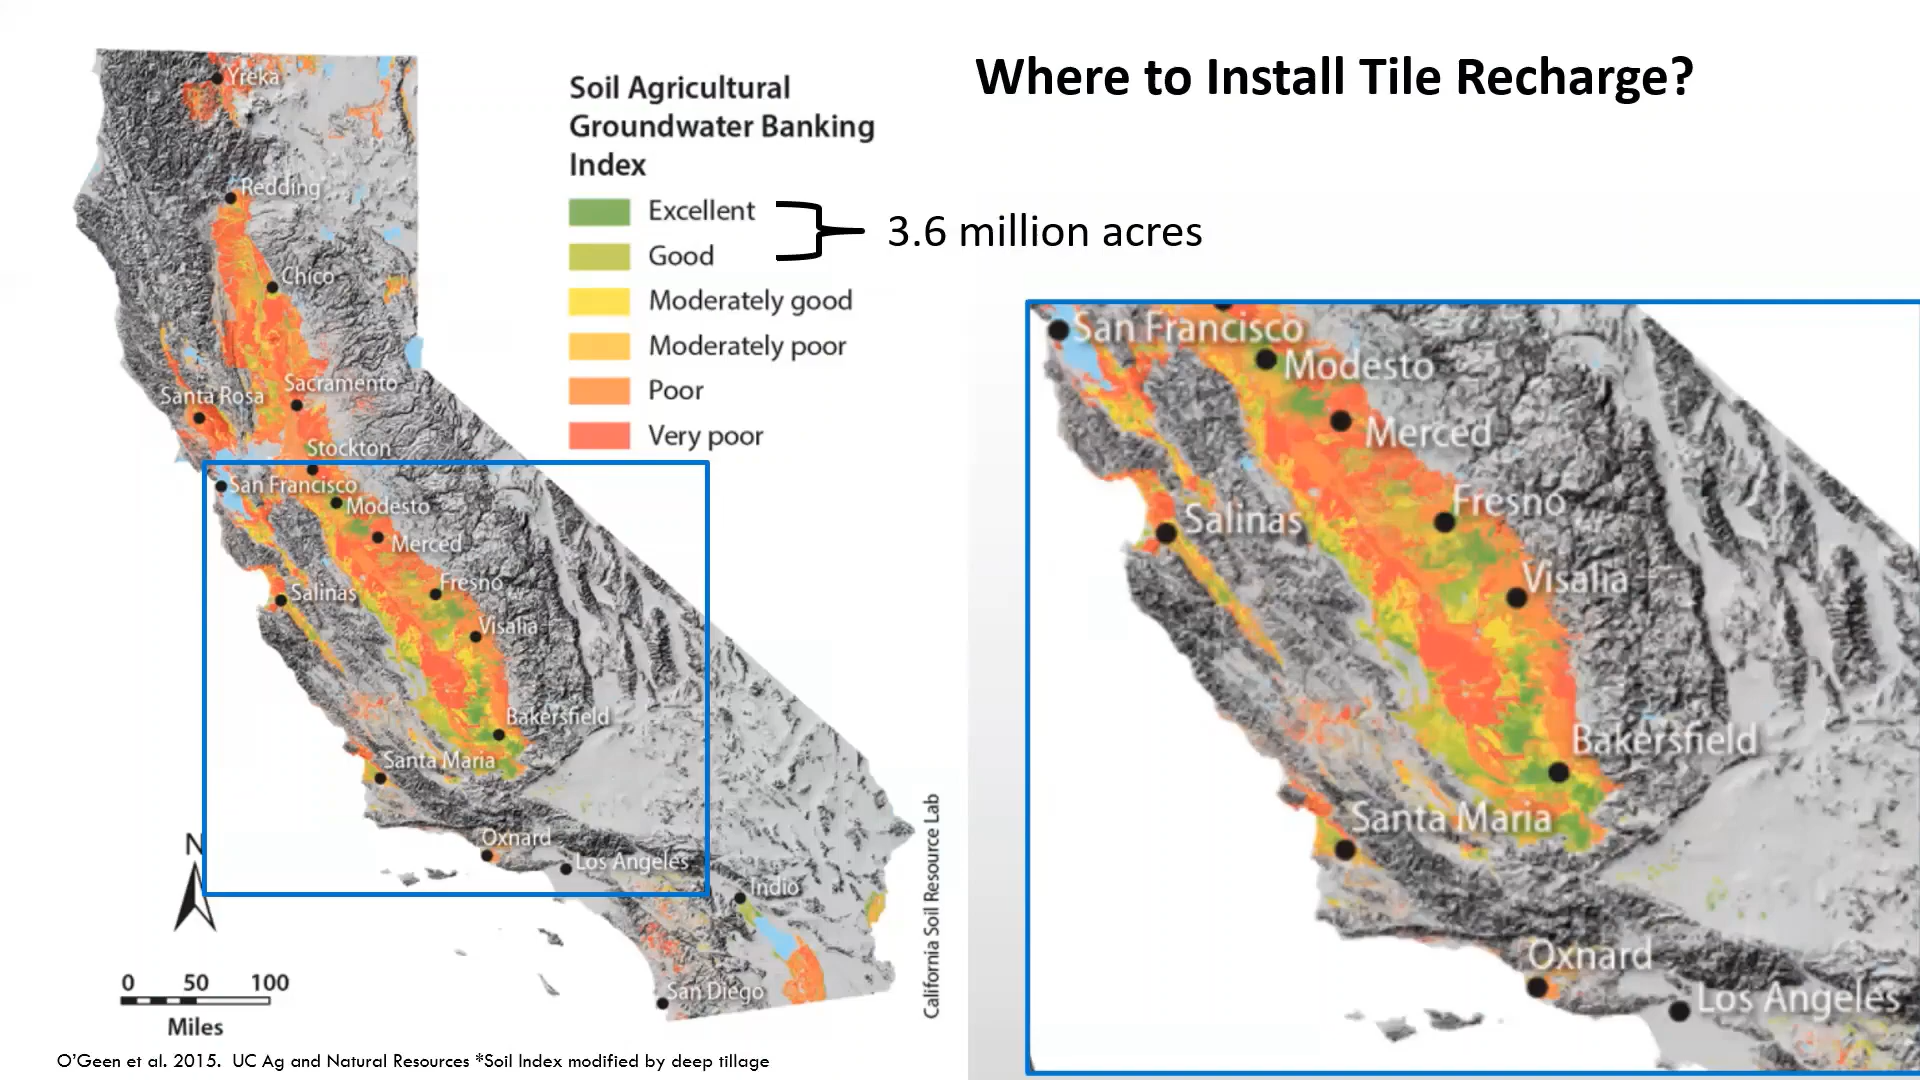 Where to Install Tile Recharge?
Soil Agricultural
Groundwater Banking
Index
Excellent
Good
Moderately good
Moderately poor
Poor
Very poor
3.6 million acres
Yreka
Redding
Chico
Sacramento
Santa Rosa
Stockton
San Francisco
Modesto
Merced
Fresno
Salinas
Visalia
Bakersfield
Santa Maria
Oxnard
Los Angeles
Indio
San Diego
N
0 50 100
Miles
California Soil Resource Lab
San Francisco
Modesto
Merced
Fresno
Salinas
Visalia
Bakersfield
Santa Maria
Oxnard
Los Angeles
O'Geen et al. 2015. UC Ag and Natural Resources *Soil Index modified by deep tillage